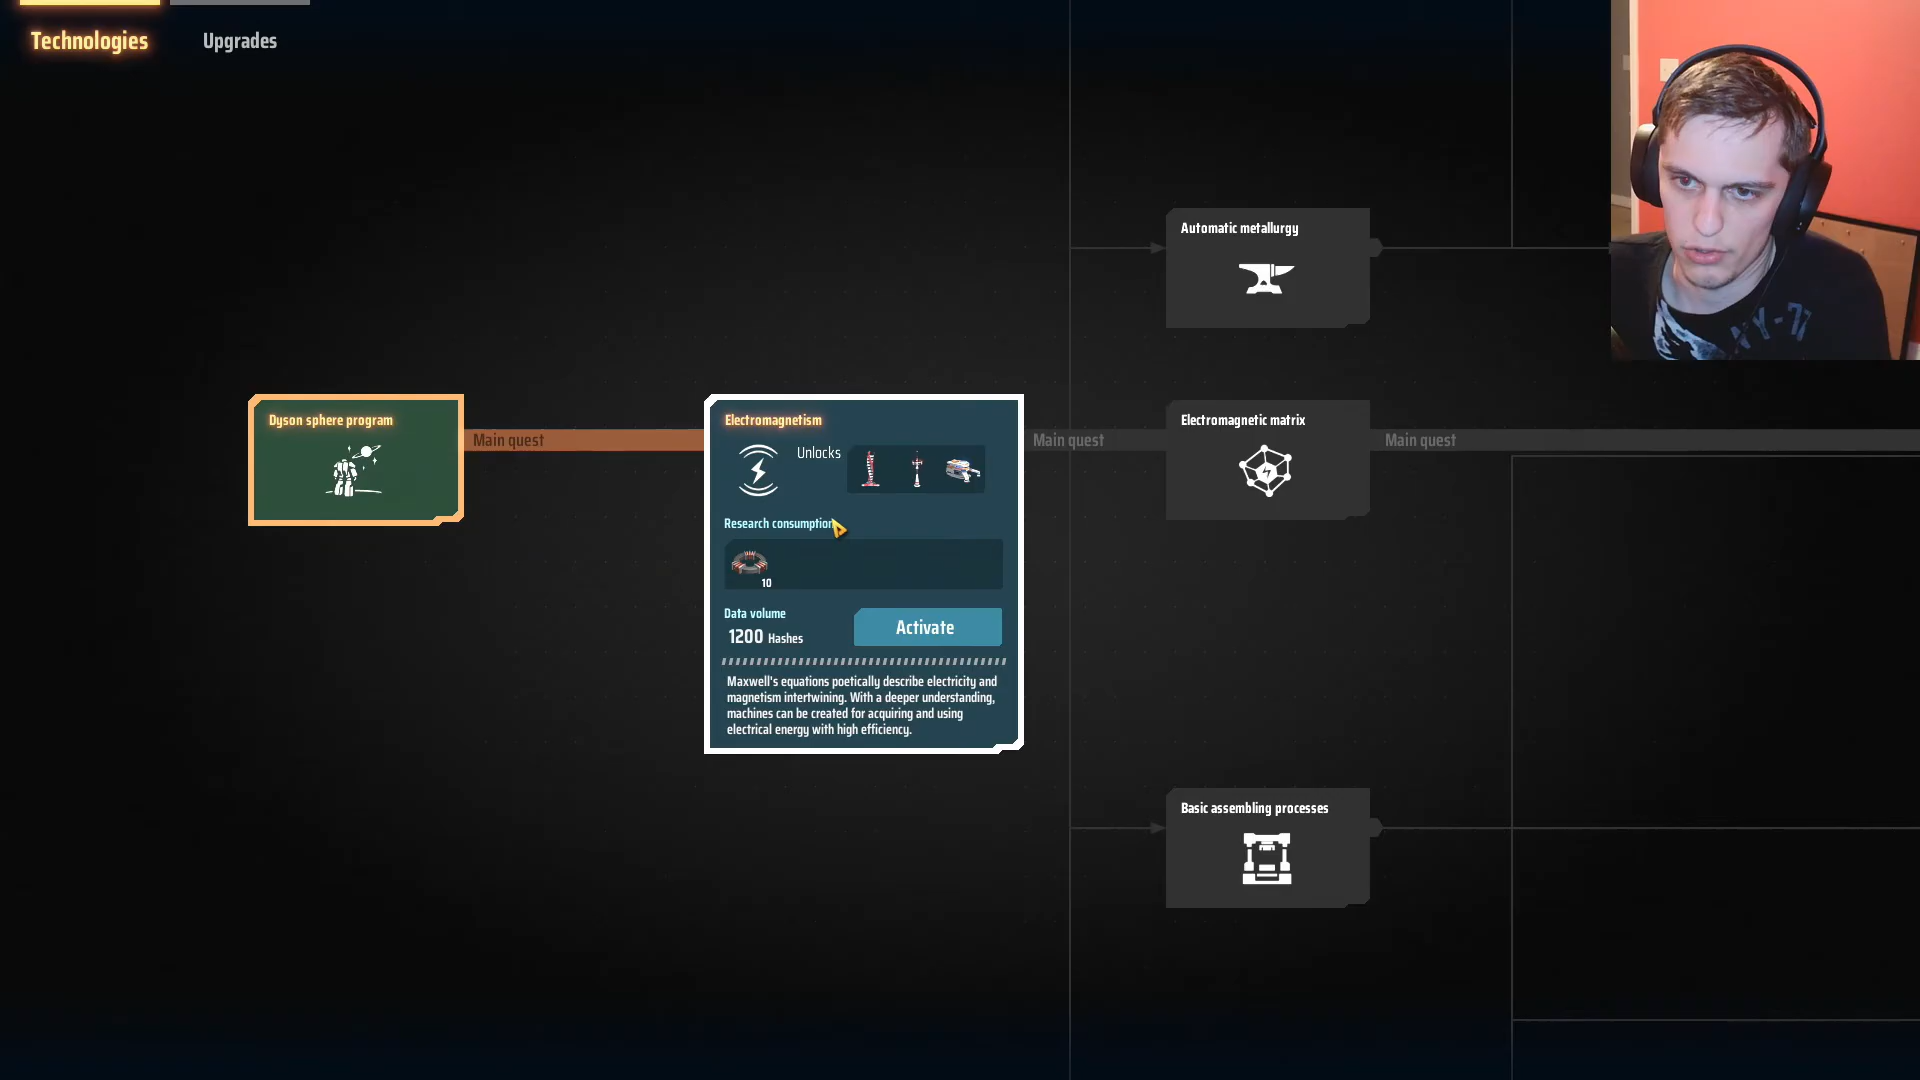 Technologies
Upgrades
Automatic metallurgy
Dyson sphere program
Main quest
Electromagnetism
Unlocks
Main quest
Electromagnetic matrix
Main quest
Research consumption
10
Data volume
1200 Hashes
Activate
Maxwell's equations poetically describe electricity and
magnetism intertwining. With a deeper understanding,
machines can be created for acquiring and using
electrical energy with high efficiency.
Basic assembling processes